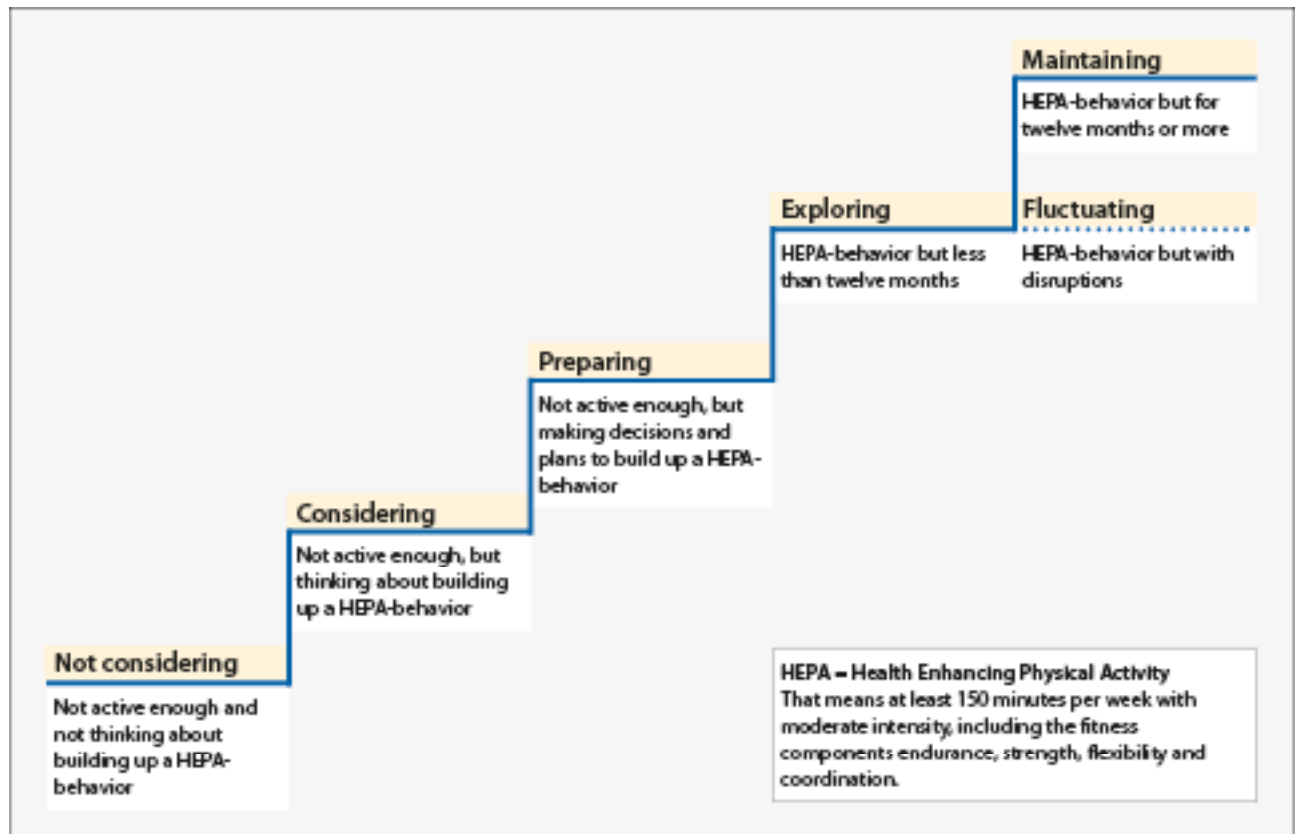 Maintaining
HEPA-behavior but for
twelve months or more
Exploring
HEPA-behavior but less
than twelve months
Fluctuating
HEPA-behavior but with
disruptions
Preparing
Not active enough, but
making decisions and
plans to build up a HEPA-
behavior
Considering
Not active enough, but
thinking about building
up a HEPA-behavior
Not considering
Not active enough and
not thinking about
building up a HEPA-
behavior
HEPA – Health Enhancing Physical Activity
That means at least 150 minutes per week with
moderate intensity, including the fitness
components endurance, strength, flexibility and
coordination.